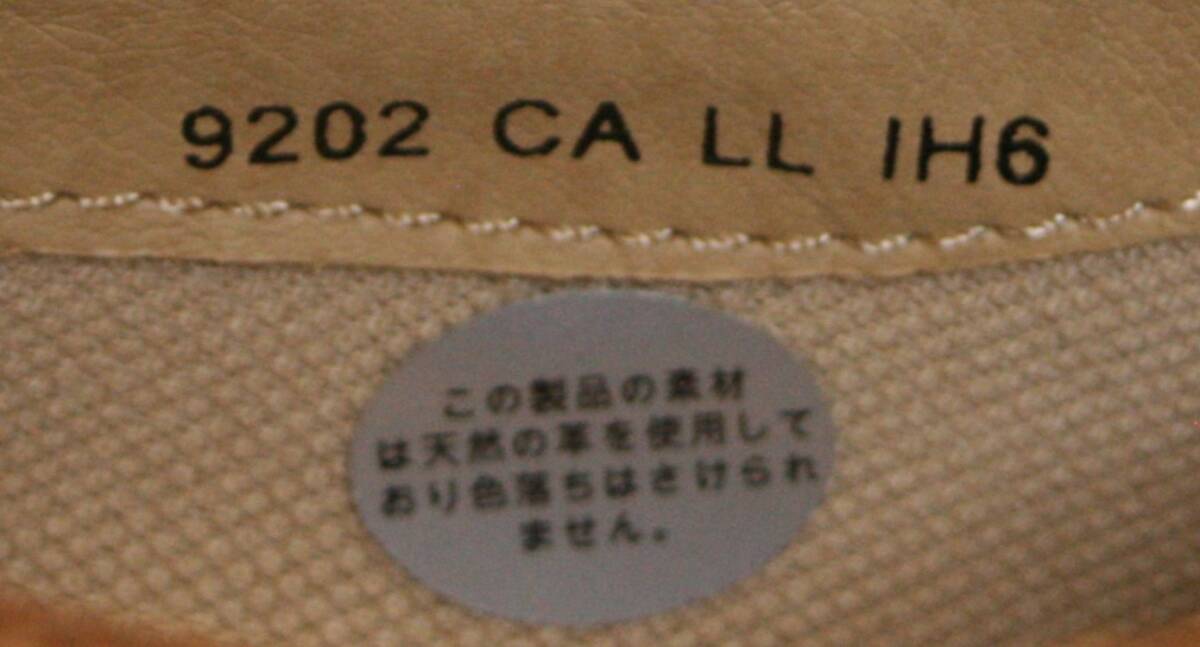 9202 CA LL IH6
この製品の素材
は天然の革を使用して
おり色落ちはさけられ
ません。